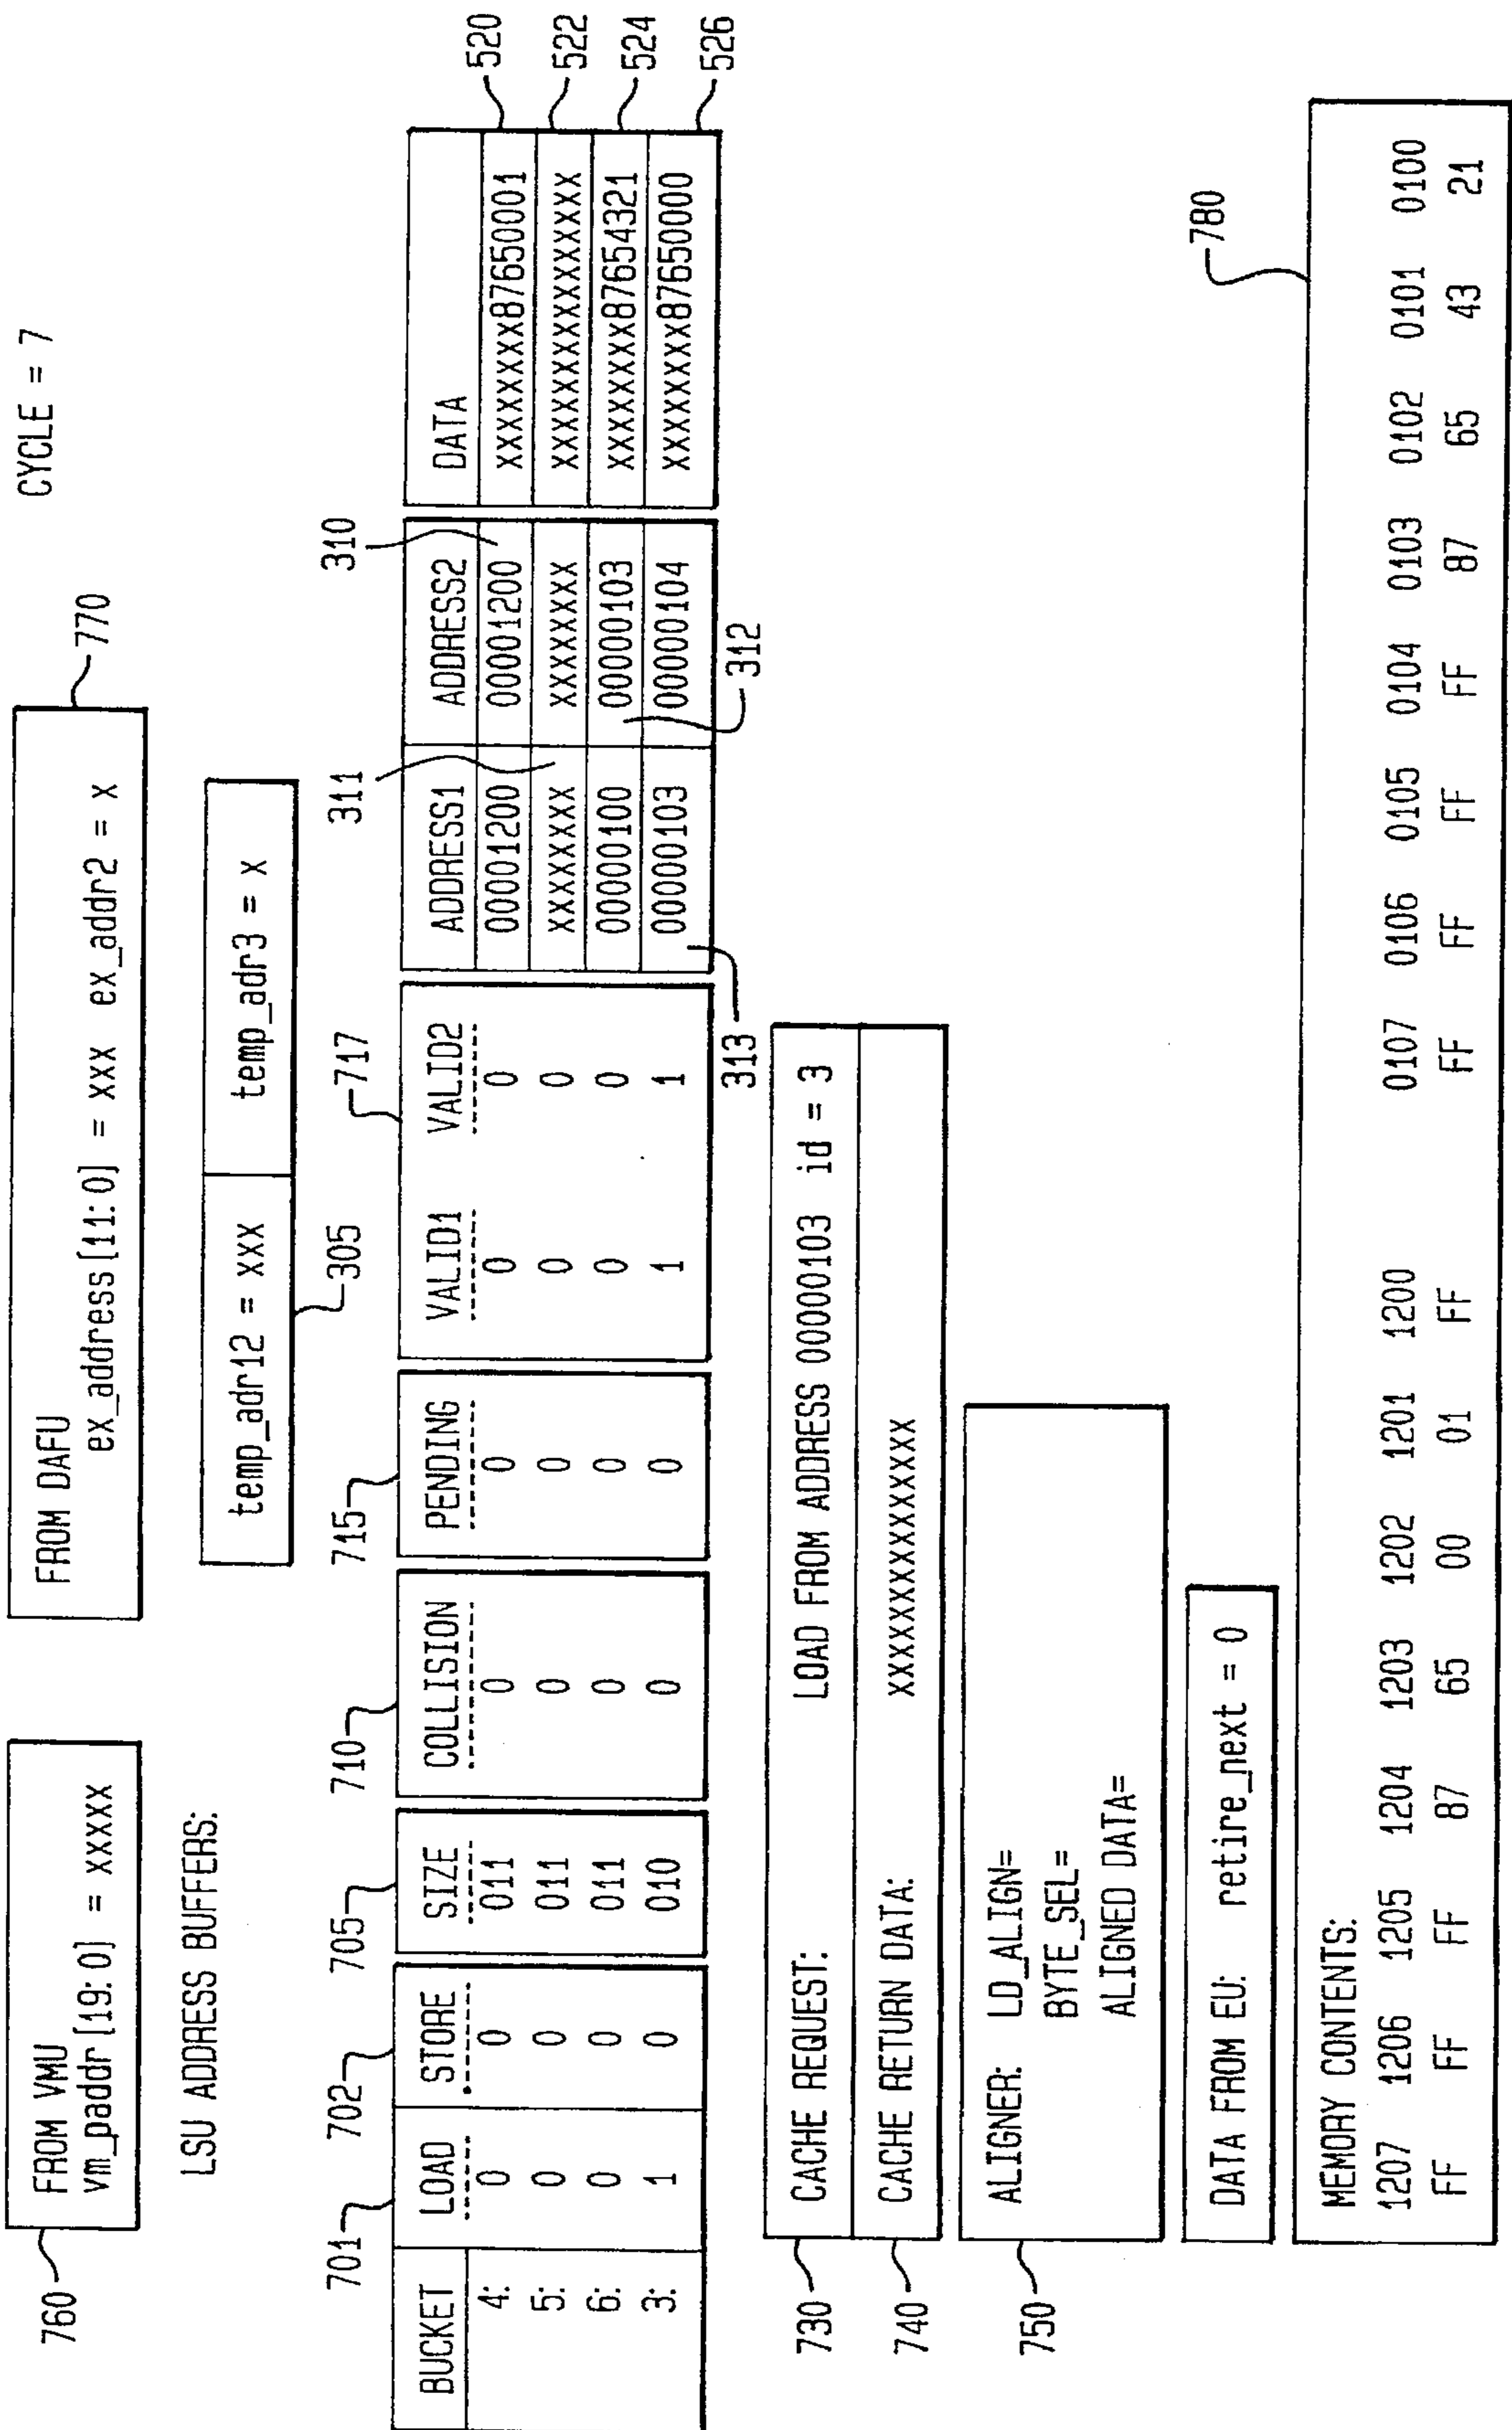 CYCLE = 7
760
FROM VMU
vm_paddr [19:0] = XXXXX
FROM DAFU
ex_address[11:0] = XXX ex_addr2 = X
770
temp_adr12 = XXX temp_adr3 = X
305
LSU ADDRESS BUFFERS:
701 702 705 710 715 717 311 310
BUCKET LOAD STORE SIZE COLLISION PENDING VALID1 VALID2 ADDRESS1 ADDRESS2 DATA
4: 0 0 011 0 0 0 0 00001200 00001200 XXXXXXXX87650001 520
5: 0 0 011 0 0 0 0 XXXXXXXX XXXXXXXX XXXXXXXXXXXXXXXX 522
6: 0 0 011 0 0 0 0 00000100 00000103 XXXXXXXX87654321 524
3: 1 0 010 0 0 1 1 00000103 00000104 XXXXXXXX87650000 526
313 312
730 CACHE REQUEST: LOAD FROM ADDRESS 00000103 id = 3
740 CACHE RETURN DATA: XXXXXXXXXXXXXXXX
750 ALIGNER: LD_ALIGN=
BYTE_SEL=
ALIGNED DATA=
DATA FROM EU: retire_next = 0
780
MEMORY CONTENTS:
1207 1206 1205 1204 1203 1202 1201 1200 0107 0106 0105 0104 0103 0102 0101 0100
FF FF FF 87 65 00 01 FF FF FF FF FF 87 65 43 21